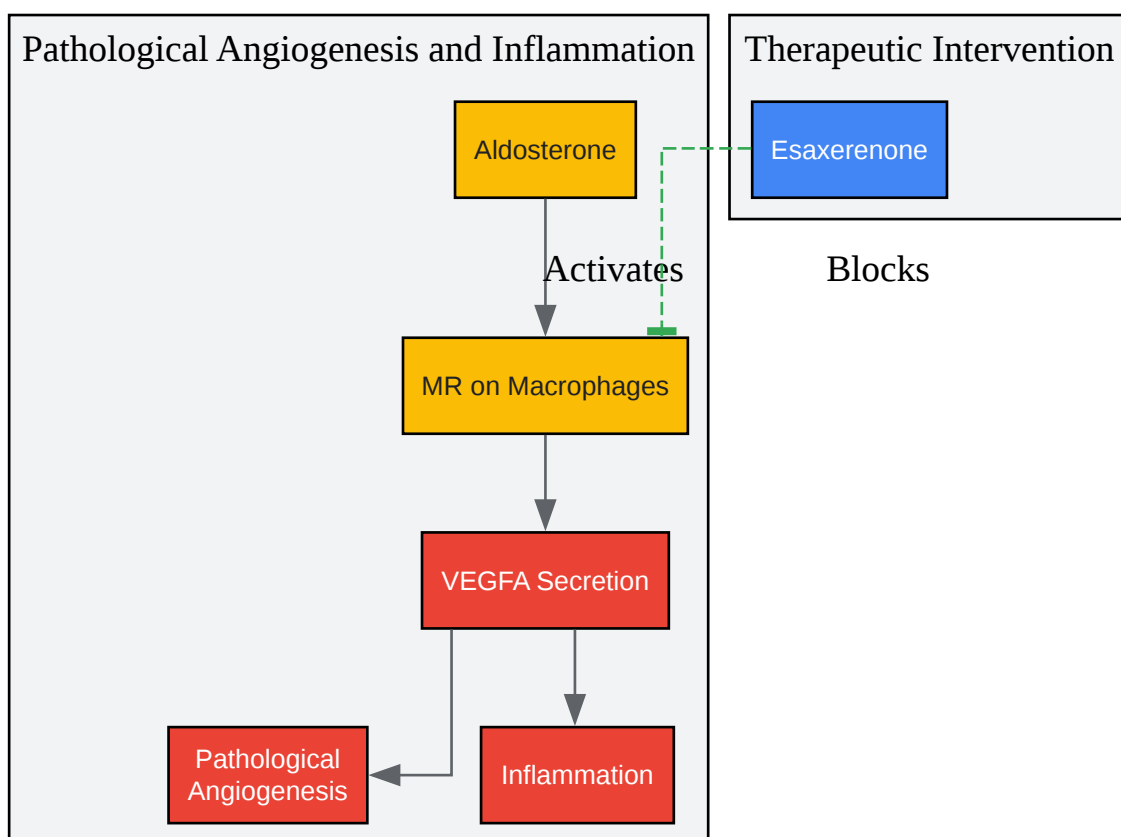 Pathological Angiogenesis and Inflammation
Therapeutic Intervention
Aldosterone
Esaxerenone
Activates
Blocks
MR on Macrophages
VEGFA Secretion
Pathological
Angiogenesis
Inflammation